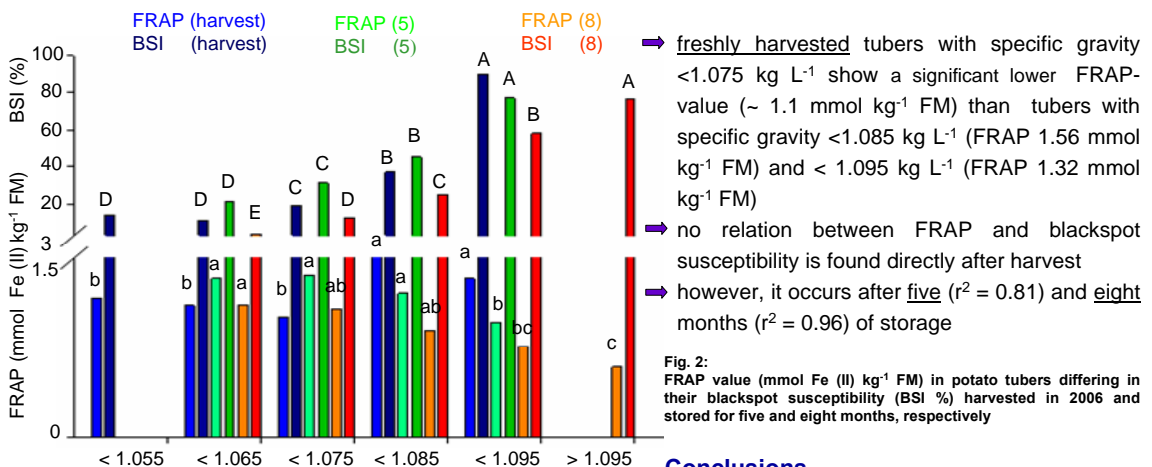 FRAP (harvest) FRAP (5) FRAP (8)
BSI (harvest) BSI (5) BSI (8)
BSI (%)
100
80
60
40
20
3
1.5
0
FRAP (mmol Fe (II) kg-1 FM)
D D D E C C D B B C A A B A
b b a a b a ab a a ab a b bc c
< 1.055 < 1.065 < 1.075 < 1.085 < 1.095 > 1.095
freshly harvested tubers with specific gravity
<1.075 kg L-1 show a significant lower FRAP-
value (~ 1.1 mmol kg-1 FM) than tubers with
specific gravity <1.085 kg L-1 (FRAP 1.56 mmol
kg-1 FM) and < 1.095 kg L-1 (FRAP 1.32 mmol
kg-1 FM)
no relation between FRAP and blackspot
susceptibility is found directly after harvest
however, it occurs after five (r2 = 0.81) and eight
months (r2 = 0.96) of storage
Fig. 2:
FRAP value (mmol Fe (II) kg-1 FM) in potato tubers differing in
their blackspot susceptibility (BSI %) harvested in 2006 and
stored for five and eight months, respectively
Conclusions